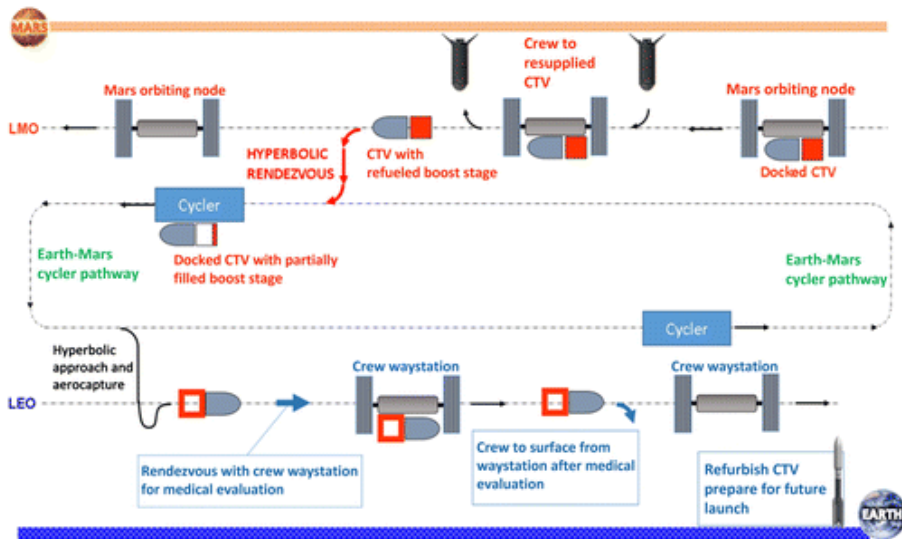 MARS
Crew to
resupplied
CTV
Mars orbiting node
Mars orbiting node
LMO
HYPERBOLIC
RENDEZVOUS
CTV with
refueled boost stage
Docked CTV
Cycler
Earth-Mars
cycler pathway
Docked CTV with partially
filled boost stage
Earth-Mars
cycler pathway
Cycler
Hyperbolic
approach and
aerocapture
Crew waystation
Crew waystation
LEO
Rendezvous with crew waystation
for medical evaluation
Crew to surface from
waystation after medical
evaluation
Refurbish CTV
prepare for future
launch
EARTH